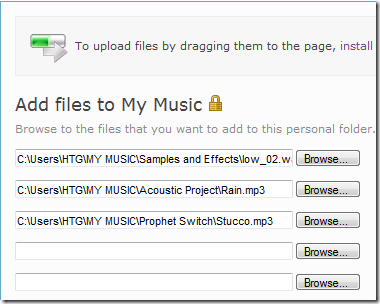 To upload files by dragging them to the page, install
Add files to My Music
Browse to the files that you want to add to this personal folder.
C:\Users\HTG\MY MUSIC\Samples and Effects\low_02.w Browse...
C:\Users\HTG\MY MUSIC\Acoustic Project\Rain.mp3 Browse...
C:\Users\HTG\MY MUSIC\Prophet Switch\Stucco.mp3 Browse...
Browse...
Browse...